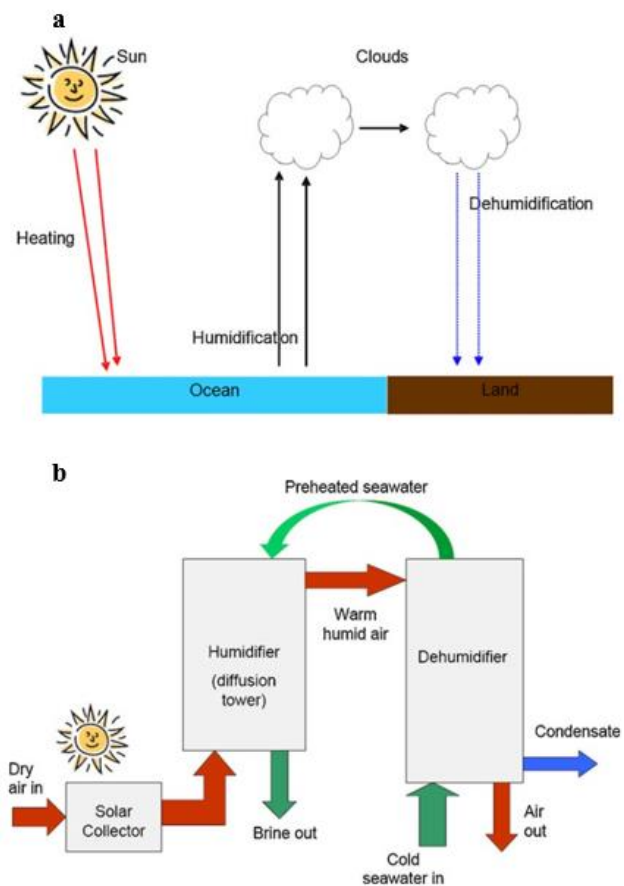 a
Sun
Clouds
Heating
Dehumidification
Humidification
Ocean
Land
b
Preheated seawater
Warm
humid air
Humidifier
(diffusion
tower)
Dehumidifier
Condensate
Dry
air in
Solar
Collector
Brine out
Air
out
Cold
seawater in